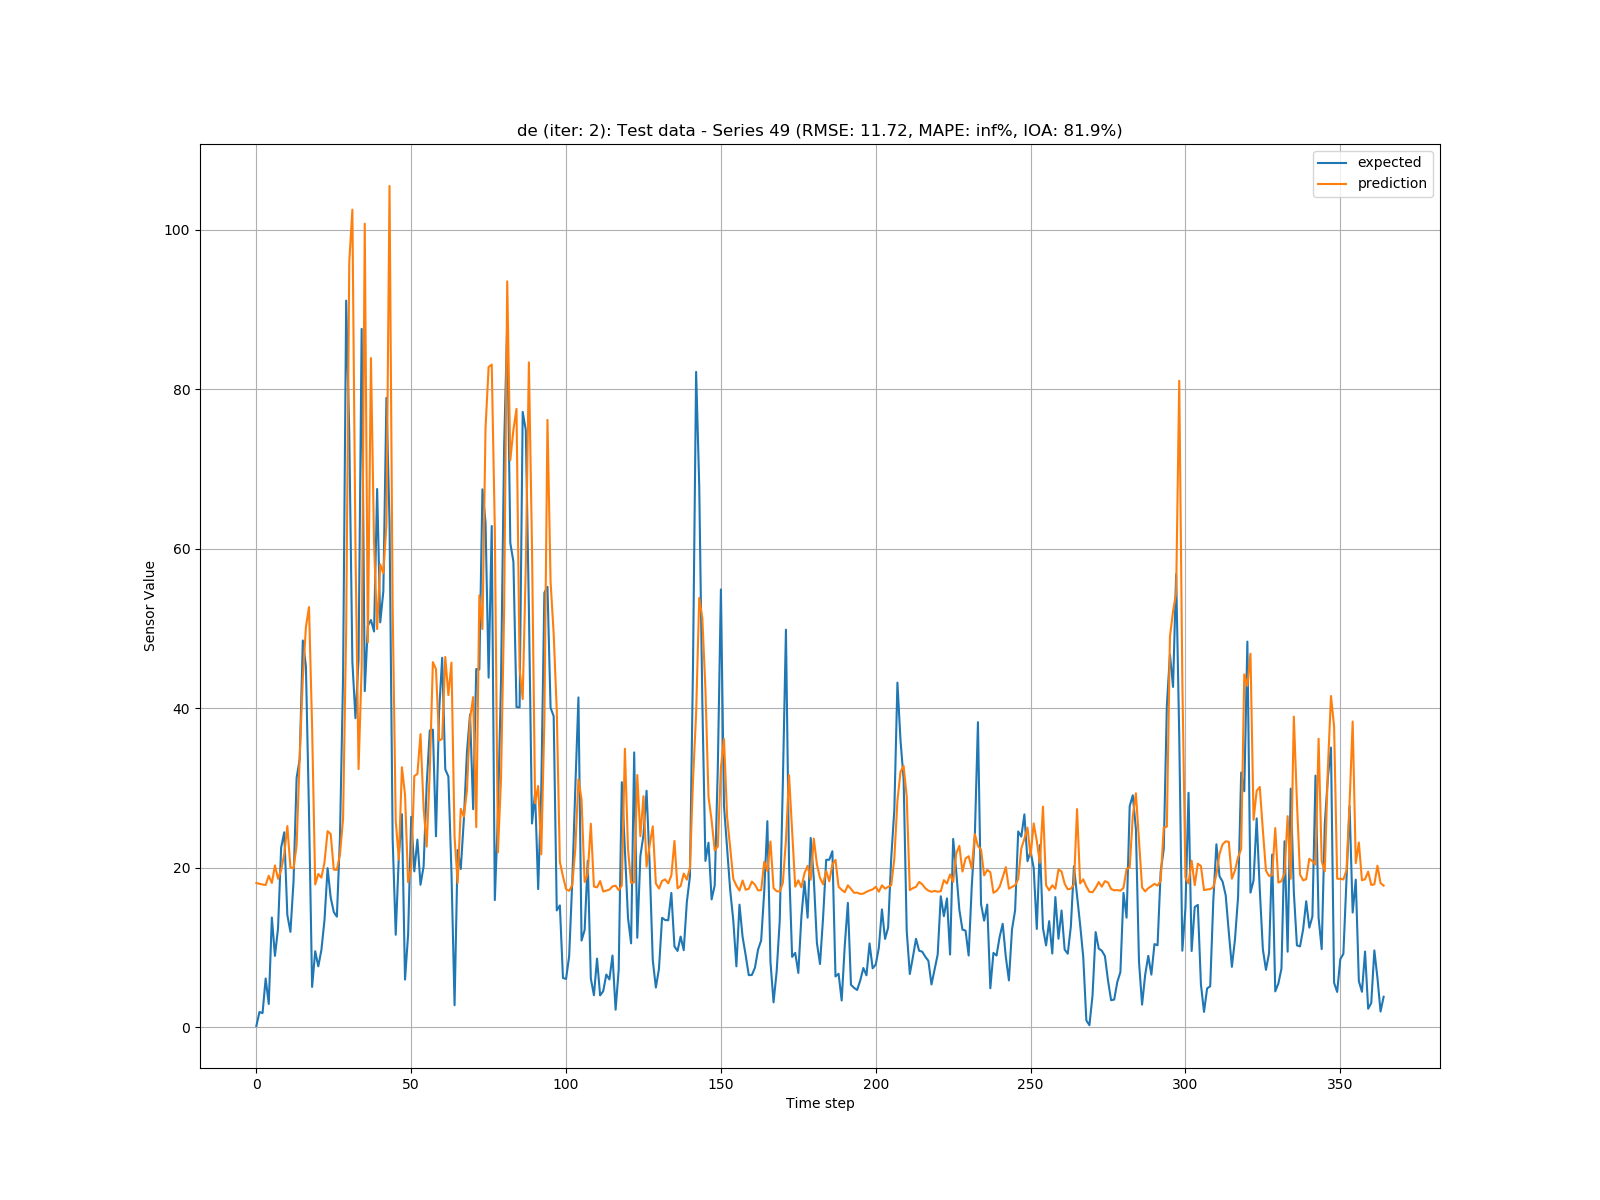 de (iter: 2): Test data - Series 49 (RMSE: 11.72, MAPE: inf%, IOA: 81.9%)
expected
prediction
100
80
60
40
20
0
Sensor Value
0 50 100 150 200 250 300 350
Time step